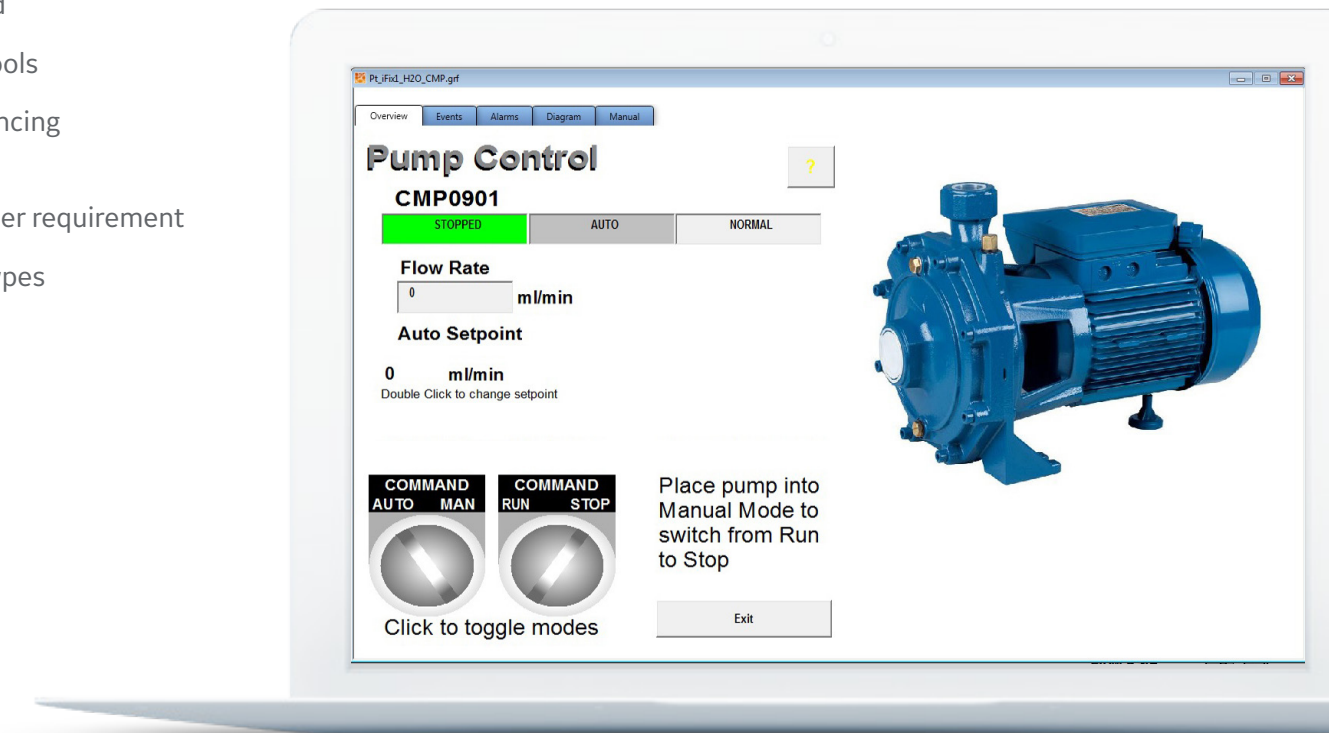 ols
ncing
er requirement
pes
Pt_iFix1_H2O_CMP.grf
Overview Events Alarms Diagram Manual
Pump Control
?
CMP0901
STOPPED AUTO NORMAL
Flow Rate
0 ml/min
Auto Setpoint
0 ml/min
Double Click to change setpoint
COMMAND COMMAND
AUTO MAN RUN STOP
Place pump into
Manual Mode to
switch from Run
to Stop
Click to toggle modes
Exit